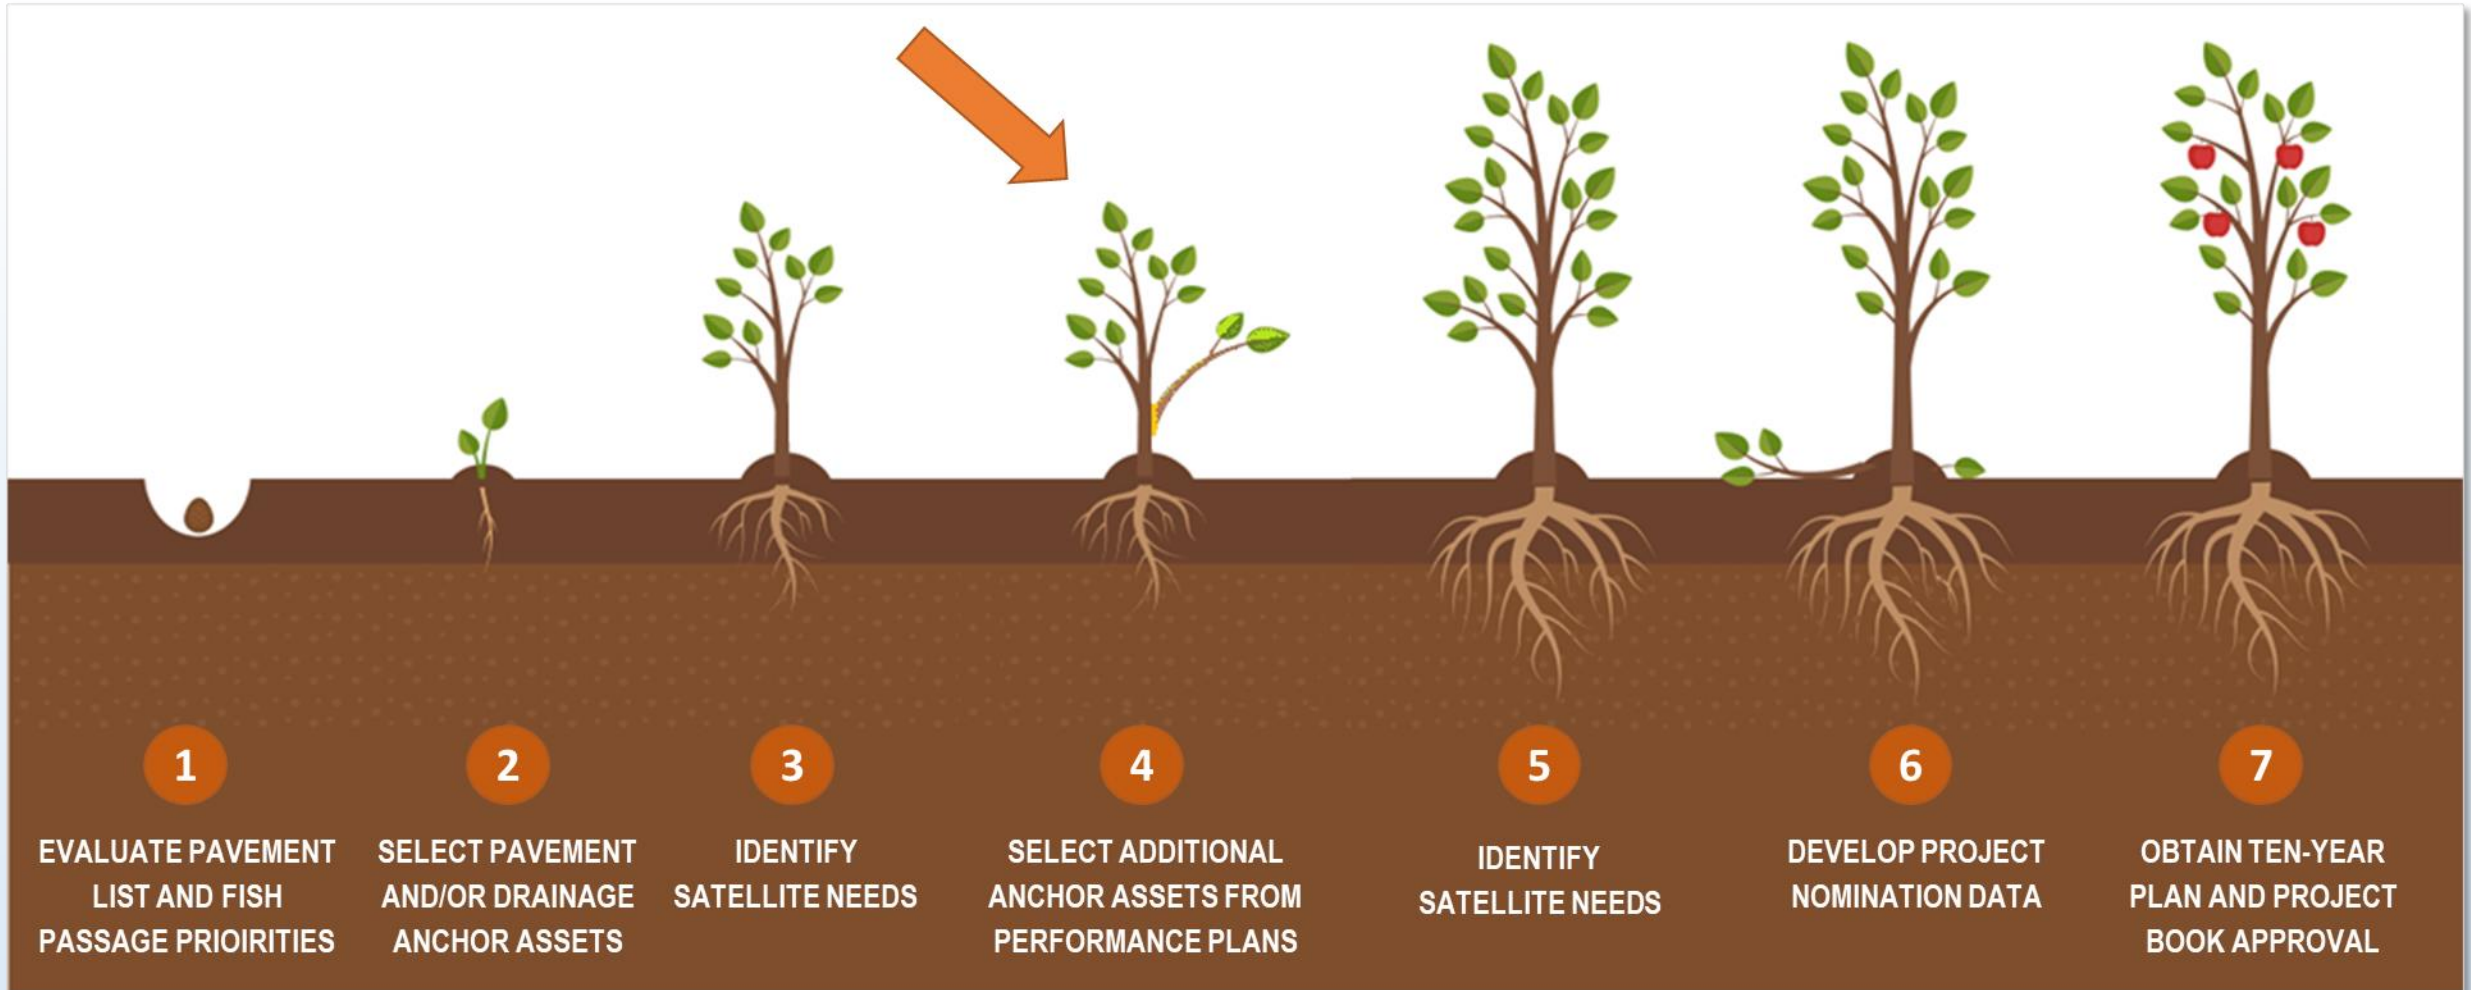 1
EVALUATE PAVEMENT
LIST AND FISH
PASSAGE PRIOIRITIES
2
SELECT PAVEMENT
AND/OR DRAINAGE
ANCHOR ASSETS
3
IDENTIFY
SATELLITE NEEDS
4
SELECT ADDITIONAL
ANCHOR ASSETS FROM
PERFORMANCE PLANS
5
IDENTIFY
SATELLITE NEEDS
6
DEVELOP PROJECT
NOMINATION DATA
7
OBTAIN TEN-YEAR
PLAN AND PROJECT
BOOK APPROVAL